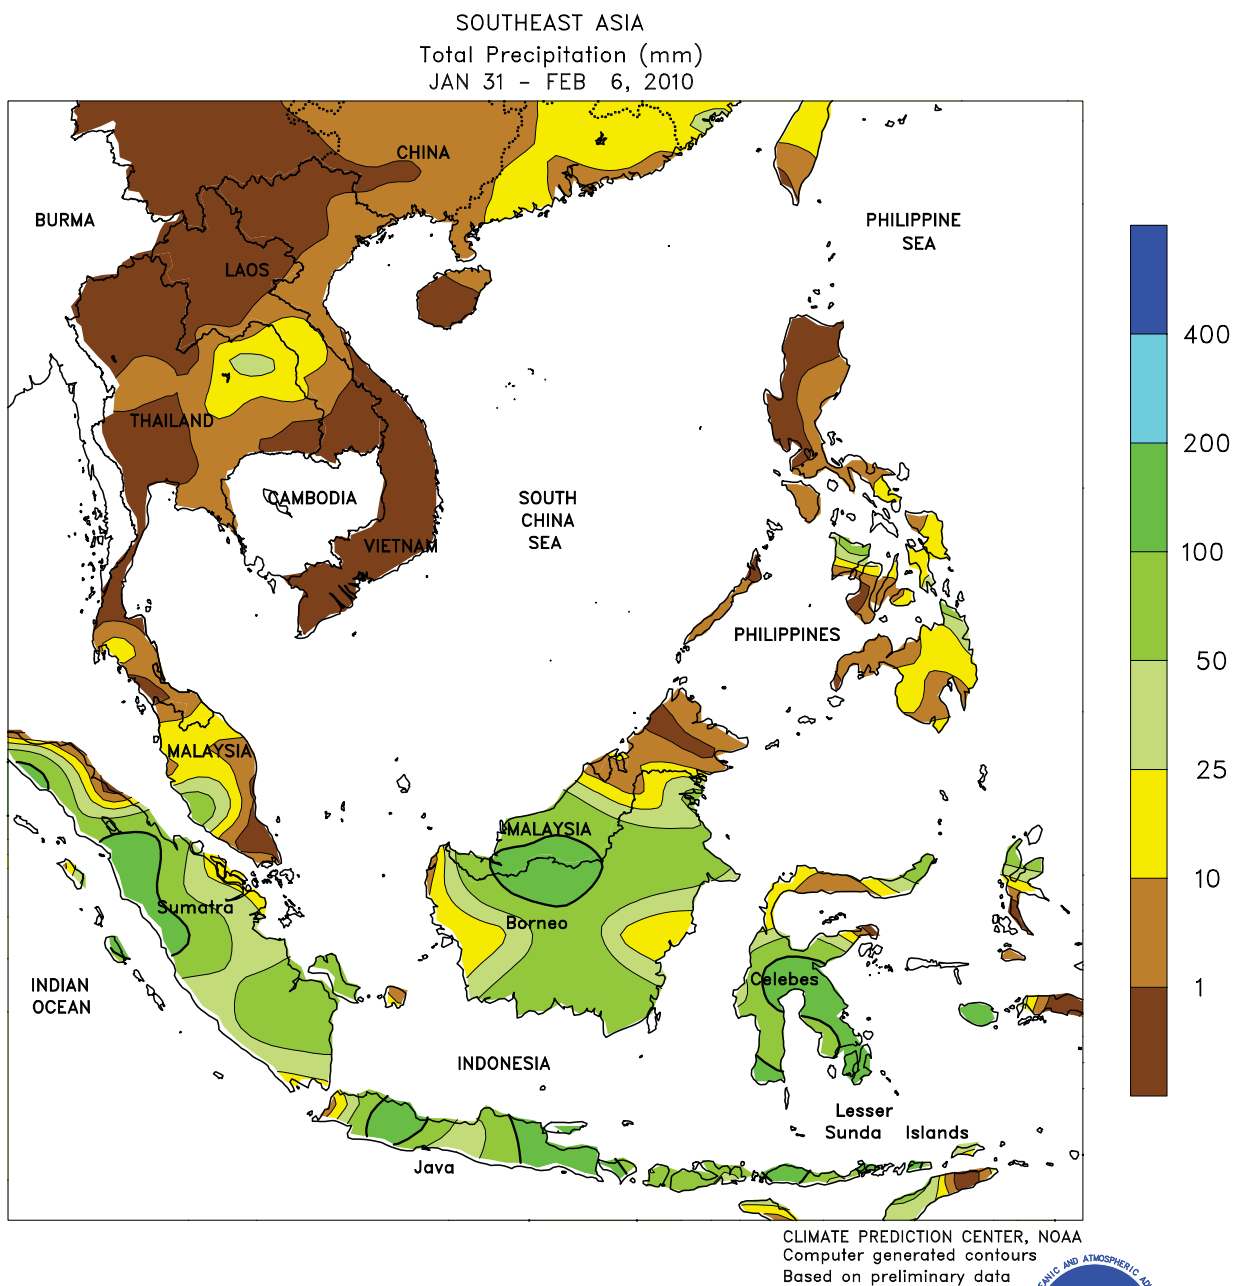 SOUTHEAST ASIA
Total Precipitation (mm)
JAN 31 - FEB 6, 2010
CHINA
BURMA
PHILIPPINE
SEA
LAOS
400
THAILAND
200
CAMBODIA
SOUTH
CHINA
SEA
VIETNAM
100
PHILIPPINES
50
MALAYSIA
25
MALAYSIA
10
Sumatra
Borneo
Celebes
INDIAN
OCEAN
1
INDONESIA
Lesser
Sunda Islands
Java
CLIMATE PREDICTION CENTER, NOAA
Computer generated contours
Based on preliminary data
AND ATMOSPHERIC